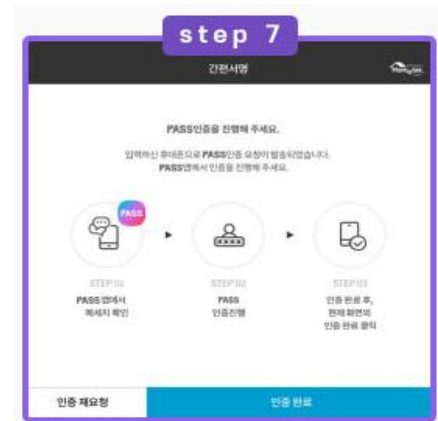 step 7
간편서명
PASS인증을 진행해 주세요.
입력하신 휴대폰으로 PASS인증 요청이 발송되었습니다.
PASS앱에서 인증을 진행해 주세요.
PASS
STEP 01
PASS 앱에서
메세지 확인
STEP 02
PASS
인증진행
STEP 03
인증 완료 후,
현재 화면의
인증 완료 클릭
인증 재요청
인증 완료